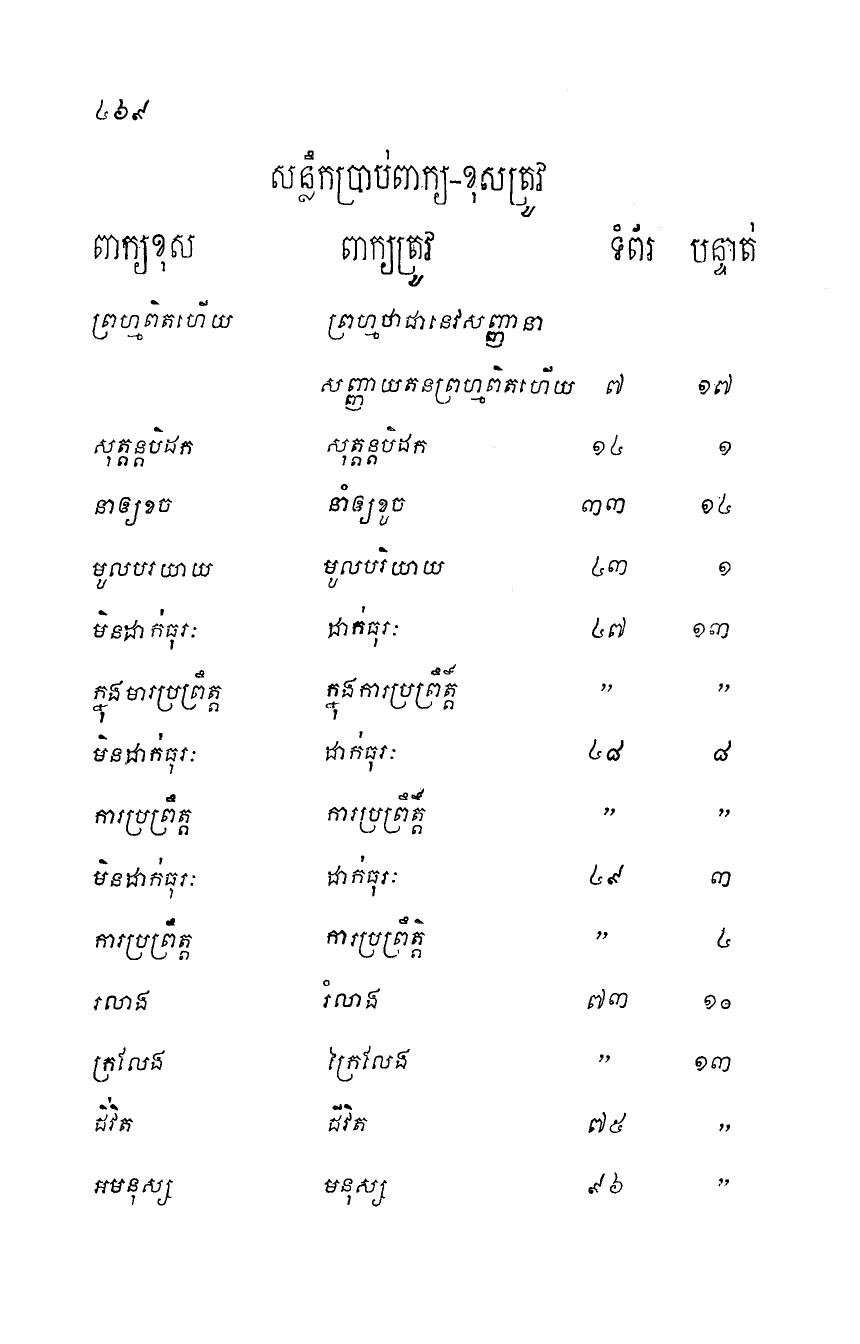 ៤៦៩
សន្លឹកប្រាប់ពាក្យ-ខុសត្រូវ
ពាក្យខុស ពាក្យត្រូវ ទំព័រ បន្ទាត់
ព្រហ្មពិតហើយ ព្រហ្មថាជានេវសញ្ញានា
សញ្ញាយតនព្រហ្មពិតហើយ ៧ ១៧
សុត្តន្តបិដក សុត្តន្តបិដក ១៤ ១
នាឲ្យខច នាំឲ្យខូច ៣៣ ១៤
មូលបរយាយ មូលបរិយាយ ៤៣ ១
មិនដាក់ធុរៈ ដាក់ធុរៈ ៤៧ ១៣
ក្នុងមារប្រព្រឹត្ត ក្នុងការប្រព្រឹត្តិ ,, ,,
មិនដាក់ធុរៈ ដាក់ធុរៈ ៤៨ ៨
ការប្រព្រឹត្ត ការប្រព្រឹត្តិ ,, ,,
មិនដាក់ធុរៈ ដាក់ធុរៈ ៤៩ ៣
ការប្រព្រឹត្ត ការប្រព្រឹត្តិ ,, ៤
រលាង រំលាង ៧៣ ១០
ក្រលែង ក្រៃលែង ,, ១៣
ជិវិត ជីវិត ៧៥ ,,
អមនុស្ស មនុស្ស ៩៦ ,,